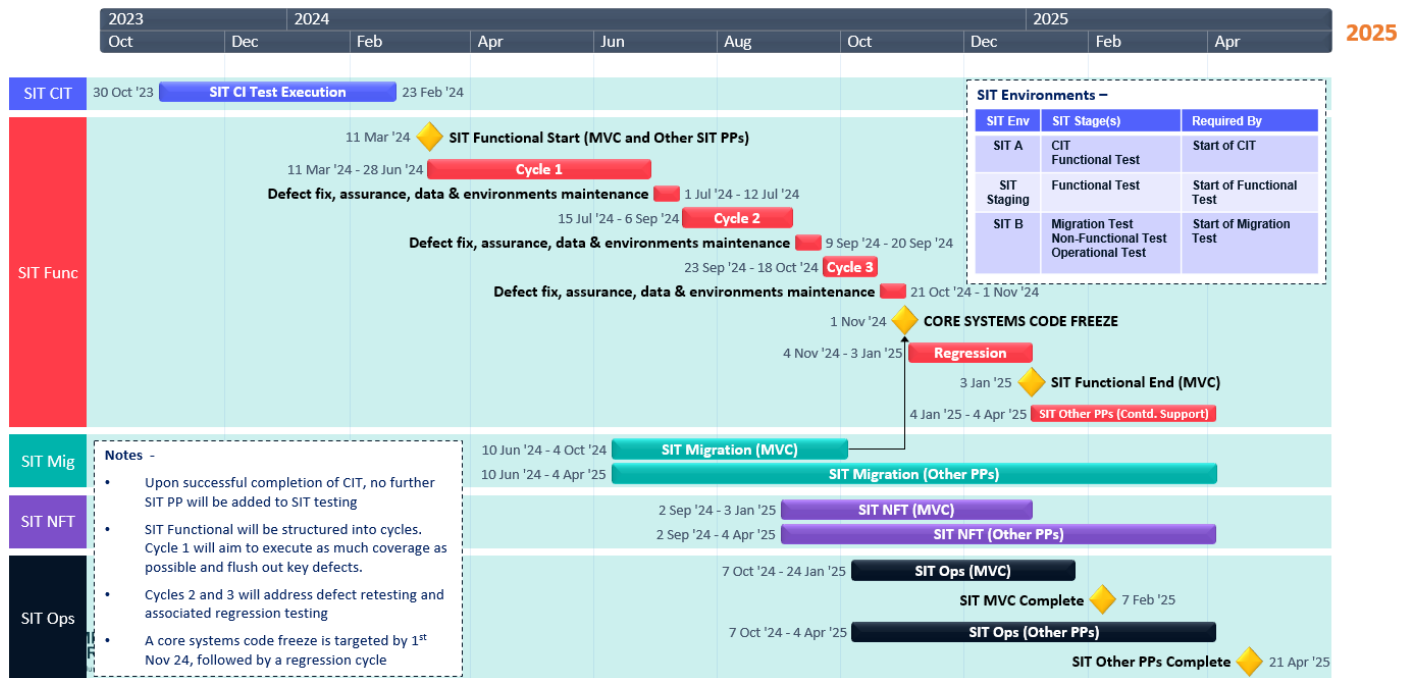 2023
2024
2025
Oct
Dec
Feb
Apr
Jun
Aug
Oct
Dec
Feb
Apr
2025
SIT CIT
30 Oct '23
SIT CI Test Execution
23 Feb '24
SIT Environments –
SIT Env
SIT Stage(s)
Required By
SIT A
CIT
Functional Test
Start of CIT
SIT
Staging
Functional Test
Start of Functional
Test
SIT B
Migration Test
Non-Functional Test
Operational Test
Start of Migration
Test
SIT Func
11 Mar '24
SIT Functional Start (MVC and Other SIT PPs)
11 Mar '24 - 28 Jun '24
Cycle 1
Defect fix, assurance, data & environments maintenance
1 Jul '24 - 12 Jul '24
15 Jul '24 - 6 Sep '24
Cycle 2
Defect fix, assurance, data & environments maintenance
9 Sep '24 - 20 Sep '24
23 Sep '24 - 18 Oct '24
Cycle 3
Defect fix, assurance, data & environments maintenance
21 Oct '24 - 1 Nov '24
1 Nov '24
CORE SYSTEMS CODE FREEZE
4 Nov '24 - 3 Jan '25
Regression
3 Jan '25
SIT Functional End (MVC)
4 Jan '25 - 4 Apr '25
SIT Other PPs (Contd. Support)
SIT Mig
10 Jun '24 - 4 Oct '24
SIT Migration (MVC)
10 Jun '24 - 4 Apr '25
SIT Migration (Other PPs)
SIT NFT
2 Sep '24 - 3 Jan '25
SIT NFT (MVC)
2 Sep '24 - 4 Apr '25
SIT NFT (Other PPs)
SIT Ops
7 Oct '24 - 24 Jan '25
SIT Ops (MVC)
SIT MVC Complete
7 Feb '25
7 Oct '24 - 4 Apr '25
SIT Ops (Other PPs)
SIT Other PPs Complete
21 Apr '25
Notes -
• Upon successful completion of CIT, no further
SIT PP will be added to SIT testing
• SIT Functional will be structured into cycles.
Cycle 1 will aim to execute as much coverage as
possible and flush out key defects.
• Cycles 2 and 3 will address defect retesting and
associated regression testing
• A core systems code freeze is targeted by 1st
Nov 24, followed by a regression cycle